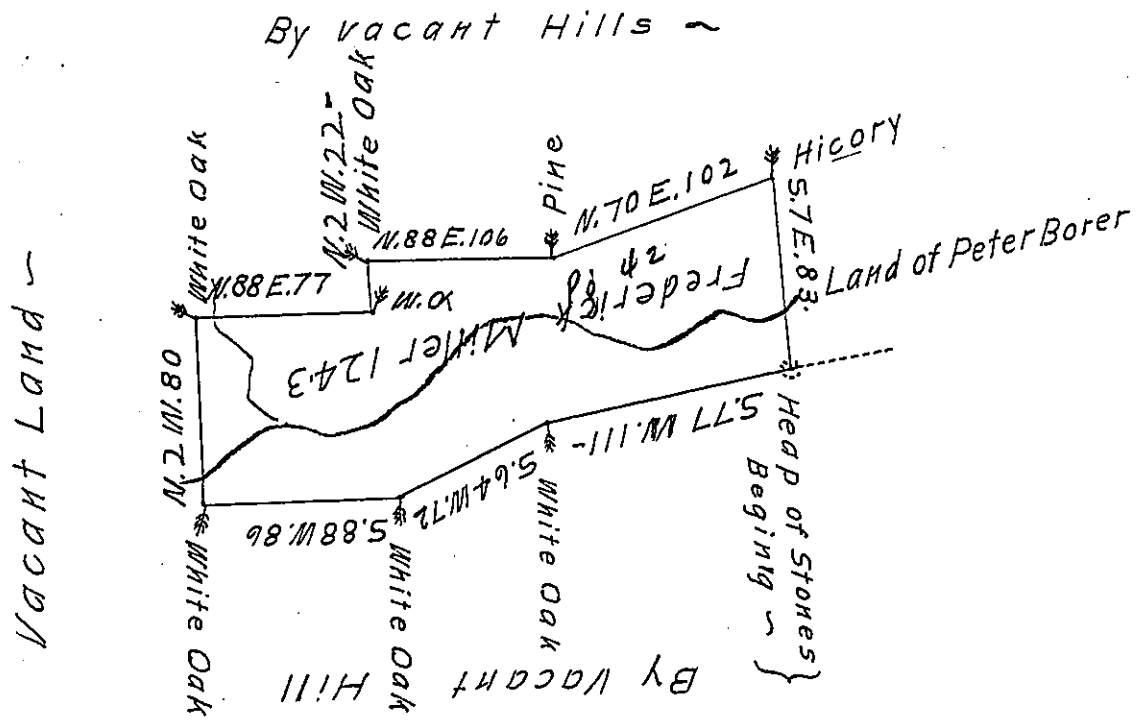 By vacant Hills ~
Vacant Land ~
White Oak
N.2 W.22-
White Oak
Pine
Hicory
N.88 E.77
N.88 E.106
N.70 E.102
W.O.
S.7 E.83.
Land of Peter Borer
Frederick
Miller 124.3
N.2 W.80
S.88 W.86
S.64 W.72
S.77 W.111-
White Oak
White Oak
White Oak
Heap of Stones
Begin'g ~
By Vacant Hill